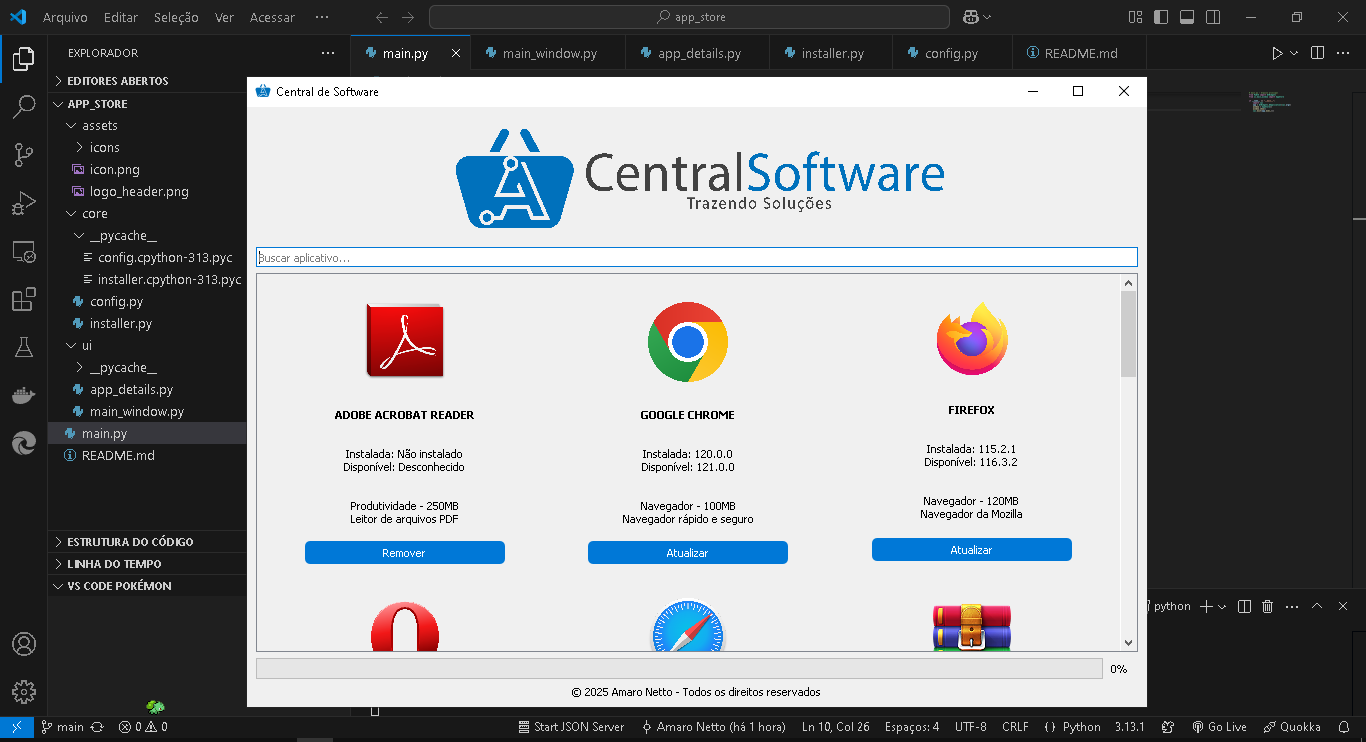 Arquivo Editar Seleção Ver Acessar ··· app_store
EXPLORADOR ···
main.py main_window.py app_details.py installer.py config.py README.md
EDITORES ABERTOS
APP_STORE
assets
icons
icon.png
logo_header.png
core
__pycache__
config.cpython-313.pyc
installer.cpython-313.pyc
config.py
installer.py
ui
__pycache__
app_details.py
main_window.py
main.py
README.md
ESTRUTURA DO CÓDIGO
LINHA DO TEMPO
VS CODE POKÉMON
Central de Software
CentralSoftware
Trazendo Soluções
Buscar aplicativo...
ADOBE ACROBAT READER
Instalada: Não instalado
Disponível: Desconhecido
Produtividade - 250MB
Leitor de arquivos PDF
Remover
GOOGLE CHROME
Instalada: 120.0.0
Disponível: 121.0.0
Navegador - 100MB
Navegador rápido e seguro
Atualizar
FIREFOX
Instalada: 115.2.1
Disponível: 116.3.2
Navegador - 120MB
Navegador da Mozilla
Atualizar
0%
© 2025 Amaro Netto - Todos os direitos reservados
python
main 0 0 Start JSON Server Amaro Netto (há 1 hora) Ln 10, Col 26 Espaços: 4 UTF-8 CRLF Python 3.13.1 Go Live Quokka